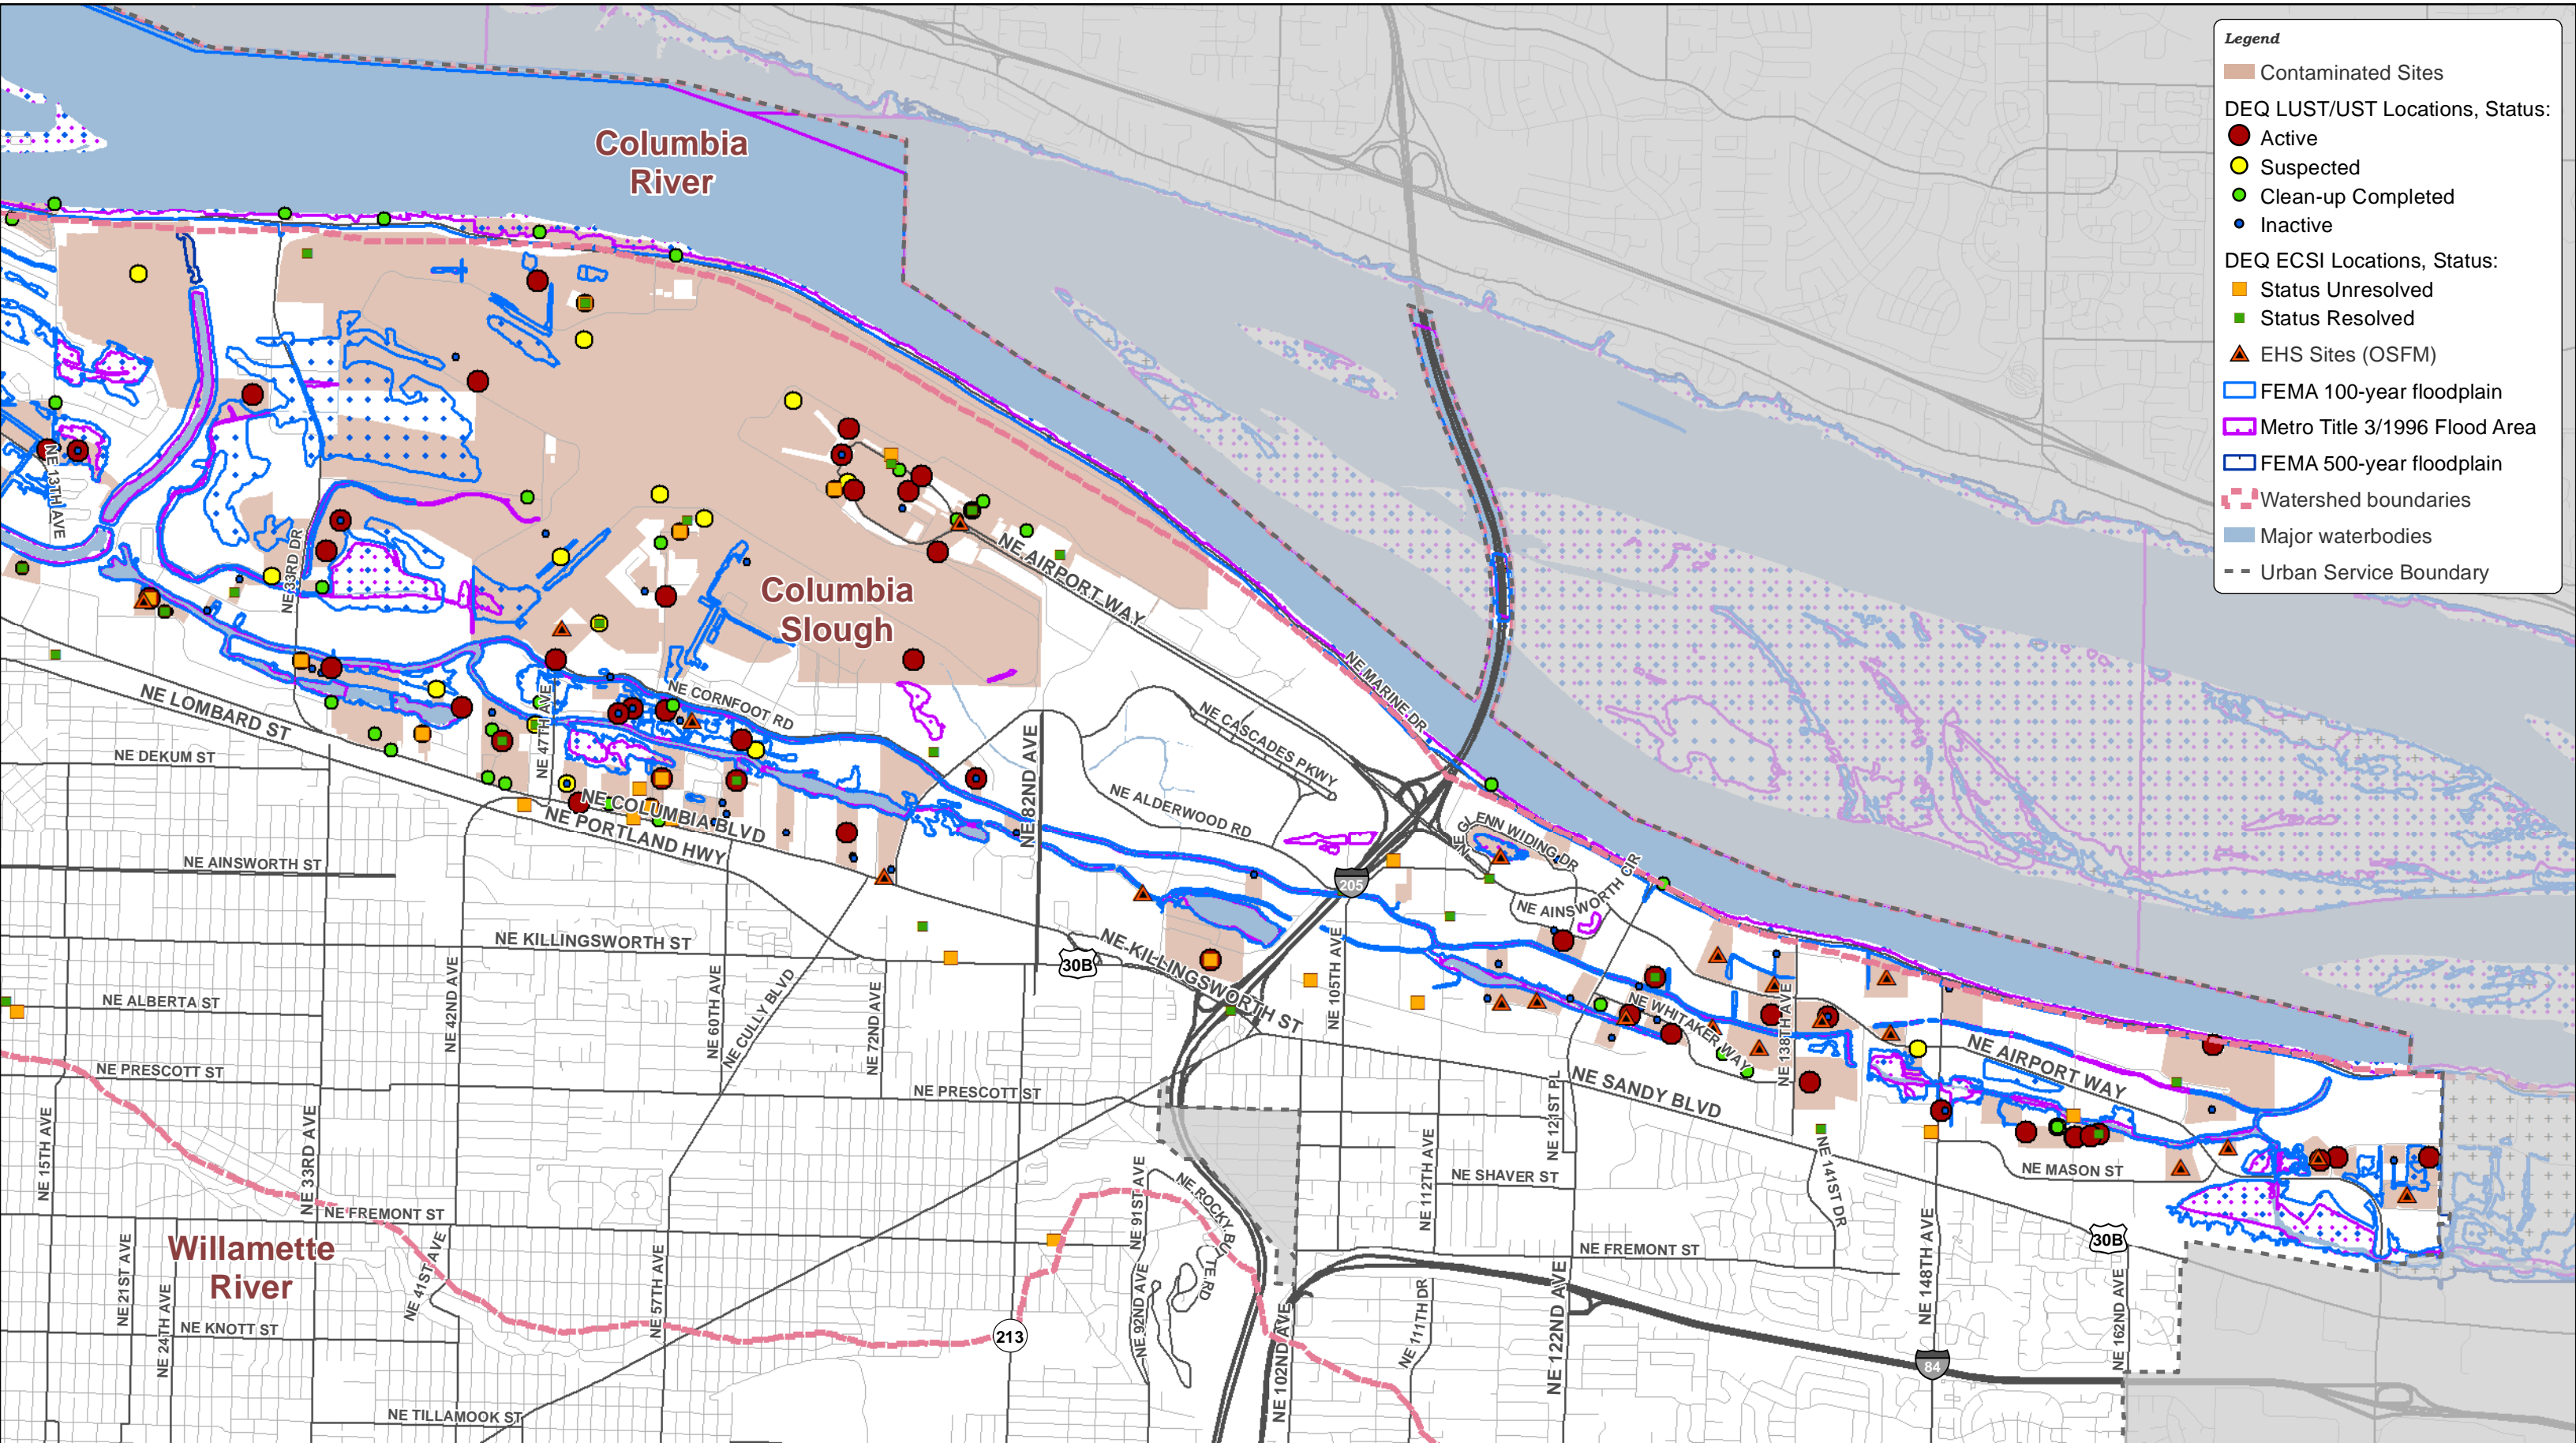 Legend
Contaminated Sites
DEQ LUST/UST Locations, Status:
Active
Suspected
Clean-up Completed
Inactive
DEQ ECSI Locations, Status:
Status Unresolved
Status Resolved
EHS Sites (OSFM)
FEMA 100-year floodplain
Metro Title 3/1996 Flood Area
FEMA 500-year floodplain
Watershed boundaries
Major waterbodies
Urban Service Boundary
Columbia
River
NE 13TH AVE
NE 33RD DR
NE AIRPORT WAY
Columbia
Slough
NE MARINE DR
NE LOMBARD ST
NE CORNFOOT RD
NE 47TH AVE
NE CASCADES PKWY
NE DEKUM ST
NE 82ND AVE
NE ALDERWOOD RD
NE COLUMBIA BLVD
NE PORTLAND HWY
NE GLENN WIDING DR
NE AINSWORTH ST
205
NE AINSWORTH CIR
NE KILLINGSWORTH ST
NE KILLINGSWORTH ST
30B
NE 105TH AVE
NE ALBERTA ST
NE 42ND AVE
NE 60TH AVE
NE CULLY BLVD
NE 72ND AVE
NE WHITAKER WAY
NE 138TH AVE
NE AIRPORT WAY
NE PRESCOTT ST
NE PRESCOTT ST
NE SANDY BLVD
NE 15TH AVE
NE 33RD AVE
NE 121ST PL
NE 112TH AVE
NE SHAVER ST
NE 141ST DR
NE MASON ST
NE FREMONT ST
NE 91ST AVE
NE ROCKY BUTTE RD
NE 148TH AVE
30B
Willamette
River
NE 21ST AVE
NE 24TH AVE
NE 41ST AVE
NE 57TH AVE
NE 92ND AVE
NE FREMONT ST
NE 122ND AVE
NE 111TH DR
NE 162ND AVE
NE KNOTT ST
213
NE 102ND AVE
84
NE TILLAMOOK ST